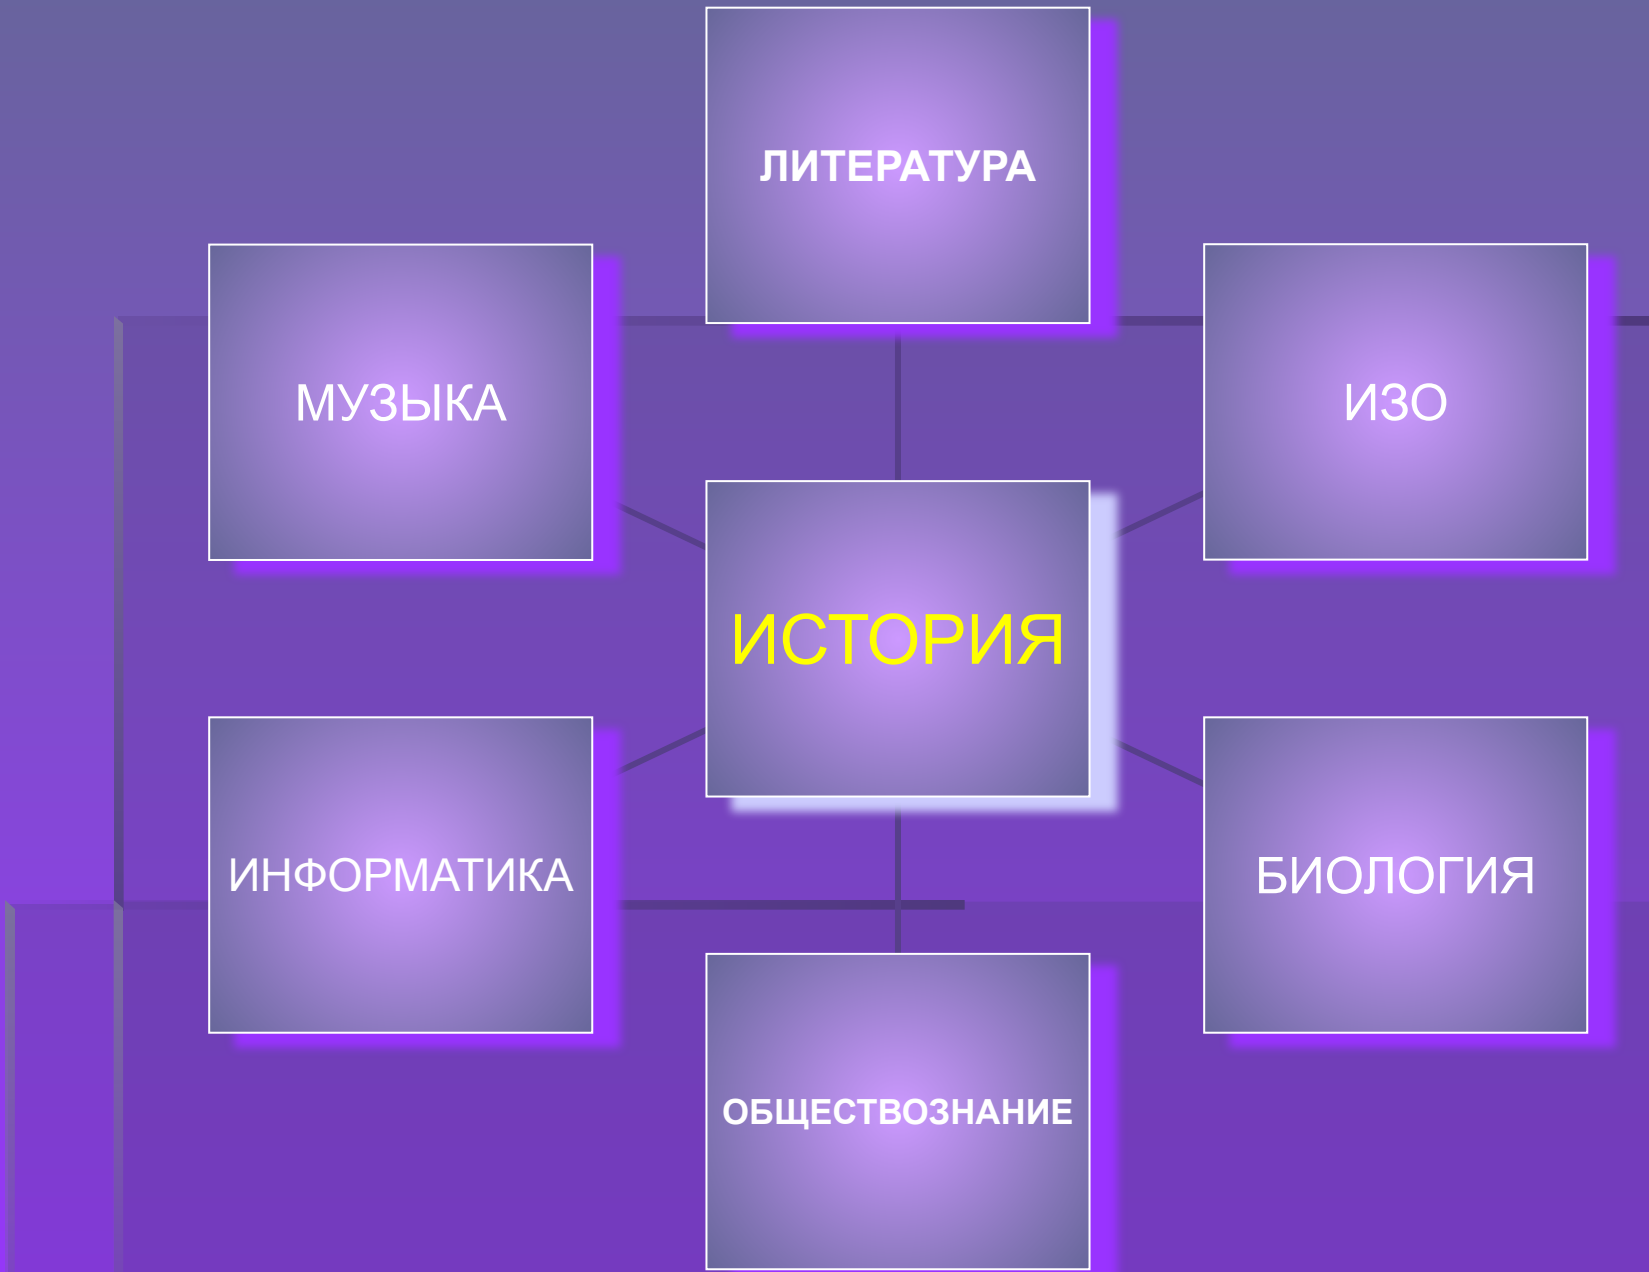 ЛИТЕРАТУРА
МУЗЫКА
ИЗО
ИСТОРИЯ
ИНФОРМАТИКА
БИОЛОГИЯ
ОБЩЕСТВОЗНАНИЕ